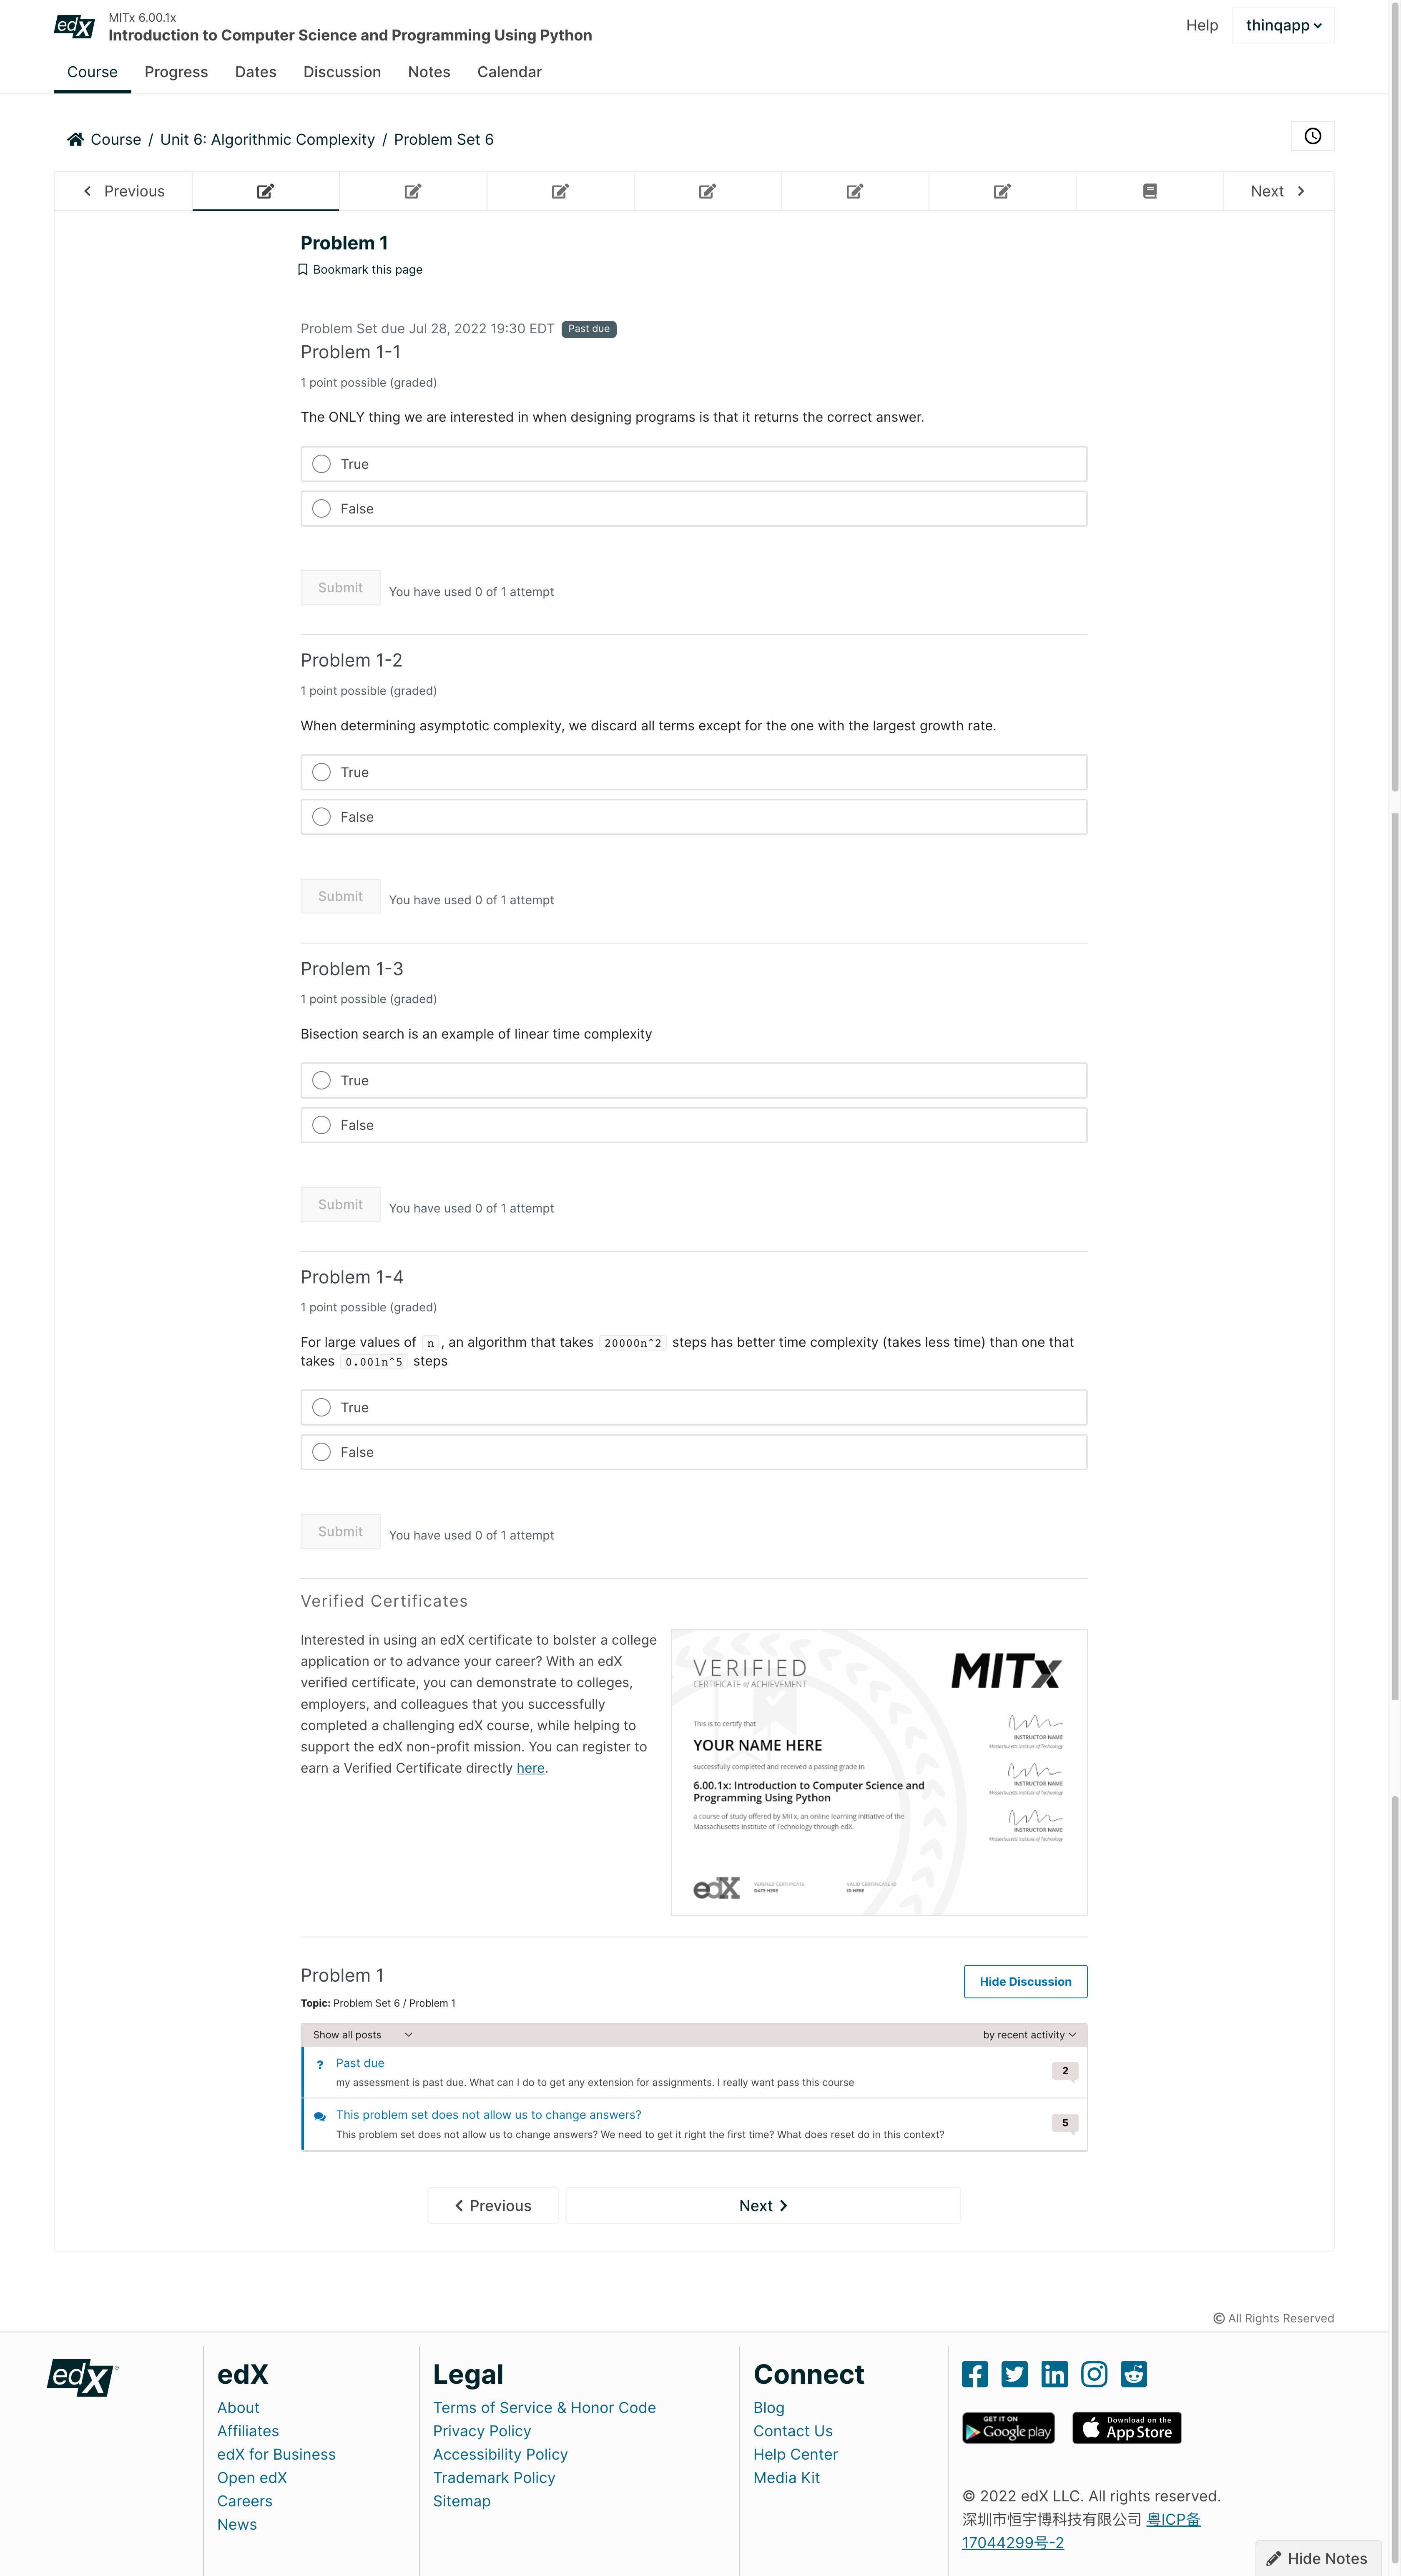 edX
MITx 6.00.1x
Introduction to Computer Science and Programming Using Python
Help
thinqapp
Course
Progress
Dates
Discussion
Notes
Calendar
Course / Unit 6: Algorithmic Complexity / Problem Set 6
Previous
Next
Problem 1
Bookmark this page
Problem Set due Jul 28, 2022 19:30 EDT Past due
Problem 1-1
1 point possible (graded)
The ONLY thing we are interested in when designing programs is that it returns the correct answer.
True
False
Submit
You have used 0 of 1 attempt
Problem 1-2
1 point possible (graded)
When determining asymptotic complexity, we discard all terms except for the one with the largest growth rate.
True
False
Submit
You have used 0 of 1 attempt
Problem 1-3
1 point possible (graded)
Bisection search is an example of linear time complexity
True
False
Submit
You have used 0 of 1 attempt
Problem 1-4
1 point possible (graded)
For large values of n , an algorithm that takes 20000n^2 steps has better time complexity (takes less time) than one that
takes 0.001n^5 steps
True
False
Submit
You have used 0 of 1 attempt
Verified Certificates
Interested in using an edX certificate to bolster a college
application or to advance your career? With an edX
verified certificate, you can demonstrate to colleges,
employers, and colleagues that you successfully
completed a challenging edX course, while helping to
support the edX non-profit mission. You can register to
earn a Verified Certificate directly here.
VERIFIED
CERTIFICATE of ACHIEVEMENT
MITx
This is to certify that
YOUR NAME HERE
successfully completed and received a passing grade in
6.00.1x: Introduction to Computer Science and
Programming Using Python
a course of study offered by MITx, an online learning initiative of the
Massachusetts Institute of Technology through edX.
INSTRUCTOR NAME
Massachusetts Institute of Technology
INSTRUCTOR NAME
Massachusetts Institute of Technology
INSTRUCTOR NAME
Massachusetts Institute of Technology
edX
VERIFIED CERTIFICATE
DATE HERE
VALID CERTIFICATE ID
ID HERE
Problem 1
Hide Discussion
Topic: Problem Set 6 / Problem 1
Show all posts
by recent activity
? Past due
my assessment is past due. What can I do to get any extension for assignments. I really want pass this course
2
This problem set does not allow us to change answers?
This problem set does not allow us to change answers? We need to get it right the first time? What does reset do in this context?
5
Previous
Next
© All Rights Reserved
edX®
edX
About
Affiliates
edX for Business
Open edX
Careers
News
Legal
Terms of Service & Honor Code
Privacy Policy
Accessibility Policy
Trademark Policy
Sitemap
Connect
Blog
Contact Us
Help Center
Media Kit
GET IT ON
Google play
Download on the
App Store
© 2022 edX LLC. All rights reserved.
深圳市恒宇博科技有限公司 粤ICP备
17044299号-2
Hide Notes